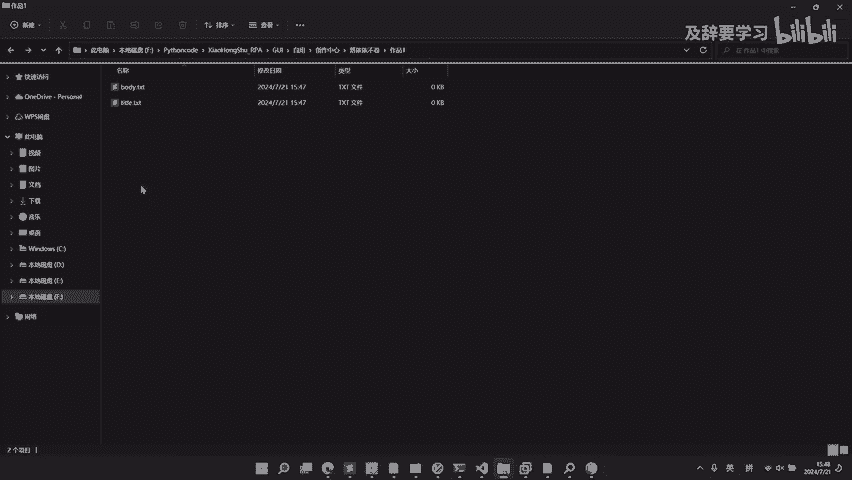 作品1
新建
排序
查看
此电脑 › 本地磁盘 (F:) › Pythoncode › XiaoHongShu_RPA › GUI › 应用 › 创作中心 › 作品1
在 作品1 中搜索
及辞要学习 bilibili
名称 修改日期 类型 大小
body.txt 2024/7/21 15:47 TXT 文件 0 KB
title.txt 2024/7/21 15:47 TXT 文件 0 KB
快速访问
OneDrive - Personal
WPS网盘
此电脑
视频
图片
文档
下载
音乐
桌面
Windows (C:)
本地磁盘 (D:)
本地磁盘 (E:)
本地磁盘 (F:)
网络
2 个项目
英 拼 15:48
2024/7/21